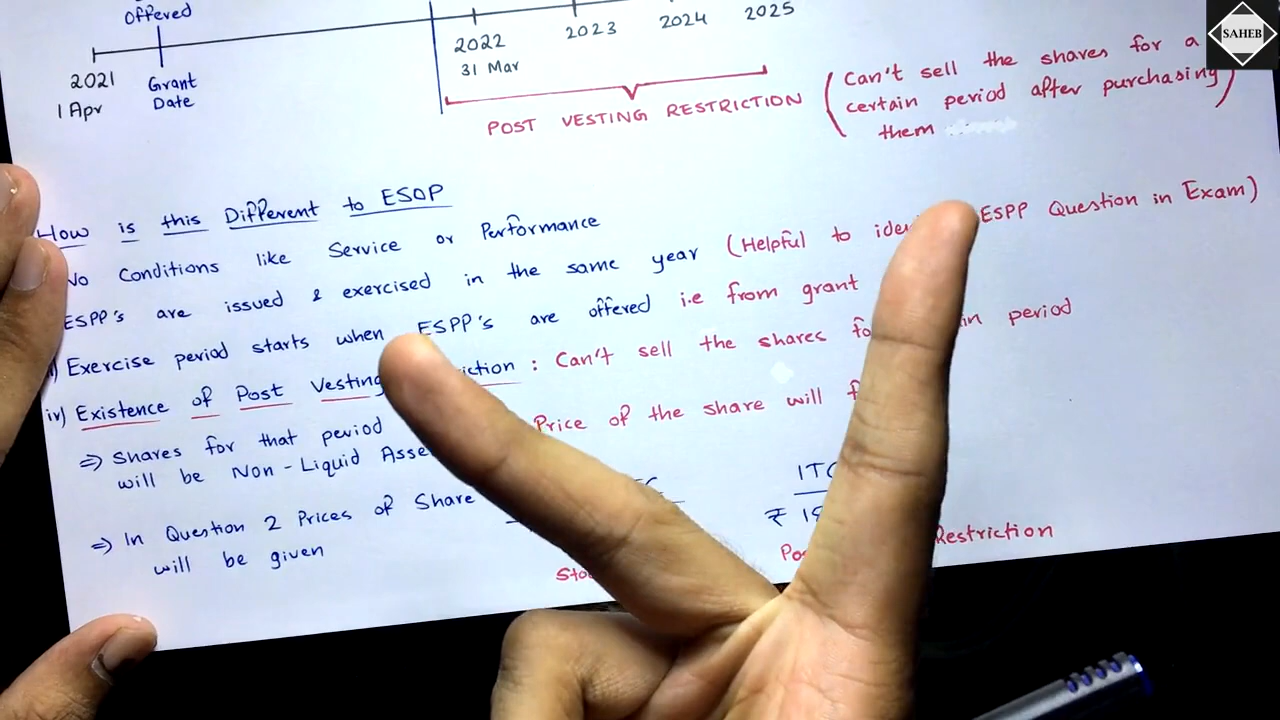 Offered
2021
1 Apr
Grant
Date
2022
31 Mar
2023
2024
2025
POST VESTING RESTRICTION
(Can't sell the shares for a
certain period after purchasing
them)
SAHEB
How is this Different to ESOP
No Conditions like Service or Performance
ESPP's are issued & exercised in the same year (Helpful to ESPP Question in Exam)
Exercise period starts when ESPP's are offered i.e from grant
iv) Existence of Post Vesting : Can't sell the shares period
⇒ Shares for that period Price of the share will
will be Non-Liquid
⇒ In Question 2 Prices of Share
will be given
ITC
₹
Restriction